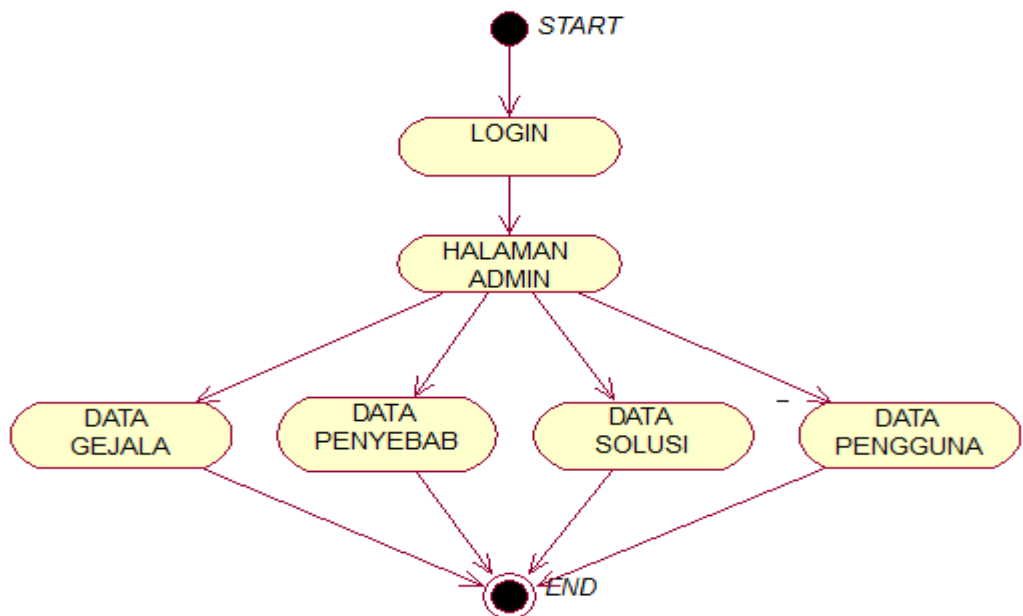 START
LOGIN
HALAMAN
ADMIN
DATA
GEJALA
DATA
PENYEBAB
DATA
SOLUSI
DATA
PENGGUNA
END